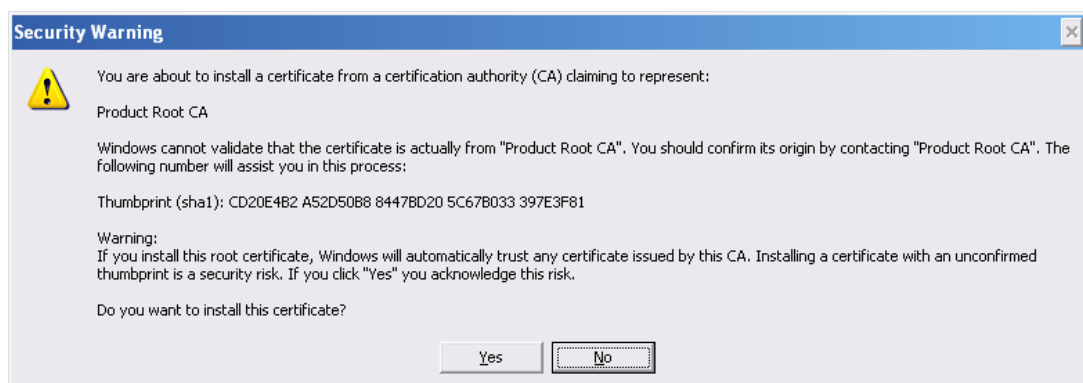 Security Warning
You are about to install a certificate from a certification authority (CA) claiming to represent:
Product Root CA
Windows cannot validate that the certificate is actually from "Product Root CA". You should confirm its origin by contacting "Product Root CA". The
following number will assist you in this process:
Thumbprint (sha1): CD20E4B2 A52D50B8 8447BD20 5C67B033 397E3F81
Warning:
If you install this root certificate, Windows will automatically trust any certificate issued by this CA. Installing a certificate with an unconfirmed
thumbprint is a security risk. If you click "Yes" you acknowledge this risk.
Do you want to install this certificate?
Yes No